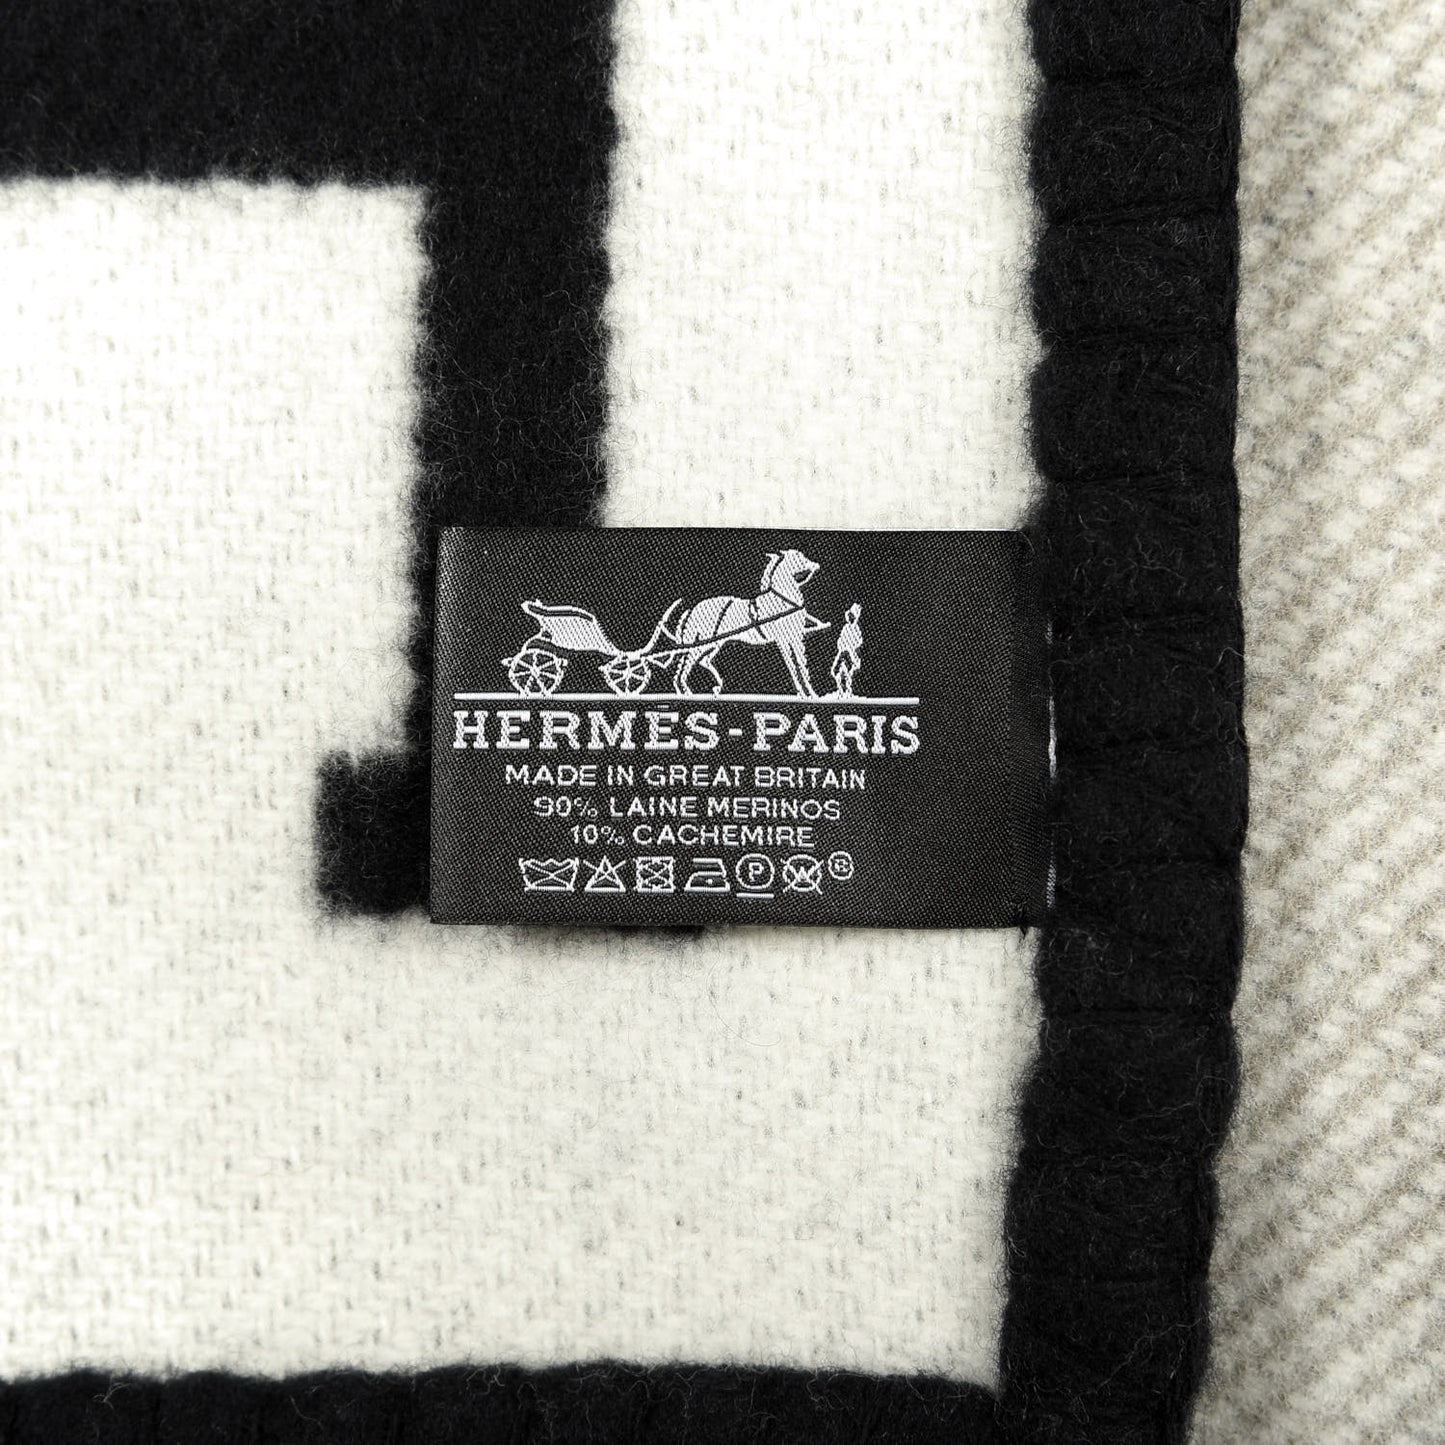 HERMÈS-PARIS
MADE IN GREAT BRITAIN
90% LAINE MERINOS
10% CACHEMIRE
P W ®